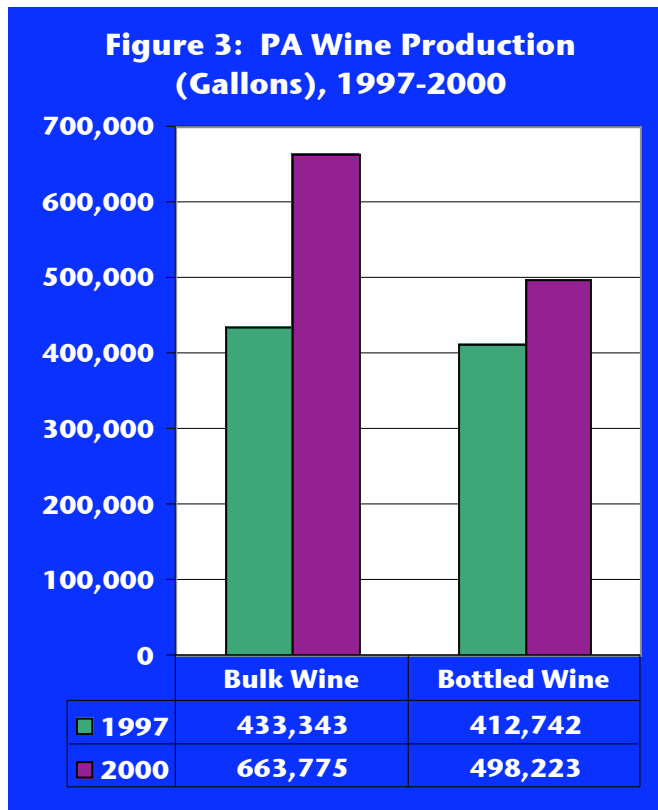 Figure 3: PA Wine Production
(Gallons), 1997-2000
700,000
600,000
500,000
400,000
300,000
200,000
100,000
0
Bulk Wine Bottled Wine
1997 433,343 412,742
2000 663,775 498,223